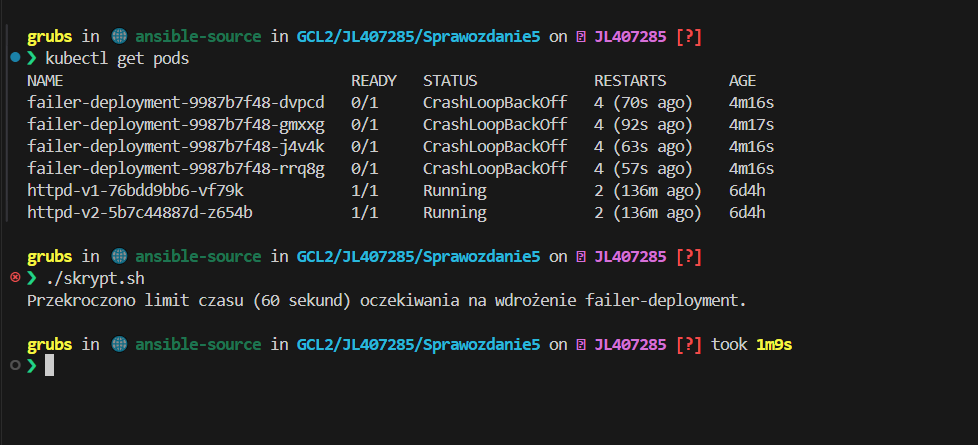 grubs in 🌐 ansible-source in GCL2/JL407285/Sprawozdanie5 on JL407285 [?]
❯ kubectl get pods
NAME READY STATUS RESTARTS AGE
failer-deployment-9987b7f48-dvpcd 0/1 CrashLoopBackOff 4 (70s ago) 4m16s
failer-deployment-9987b7f48-gmxxg 0/1 CrashLoopBackOff 4 (92s ago) 4m17s
failer-deployment-9987b7f48-j4v4k 0/1 CrashLoopBackOff 4 (63s ago) 4m16s
failer-deployment-9987b7f48-rrq8g 0/1 CrashLoopBackOff 4 (57s ago) 4m16s
httpd-v1-76bdd9bb6-vf79k 1/1 Running 2 (136m ago) 6d4h
httpd-v2-5b7c44887d-z654b 1/1 Running 2 (136m ago) 6d4h
grubs in 🌐 ansible-source in GCL2/JL407285/Sprawozdanie5 on JL407285 [?]
❯ ./skrypt.sh
Przekroczono limit czasu (60 sekund) oczekiwania na wdrożenie failer-deployment.
grubs in 🌐 ansible-source in GCL2/JL407285/Sprawozdanie5 on JL407285 [?] took 1m9s
❯